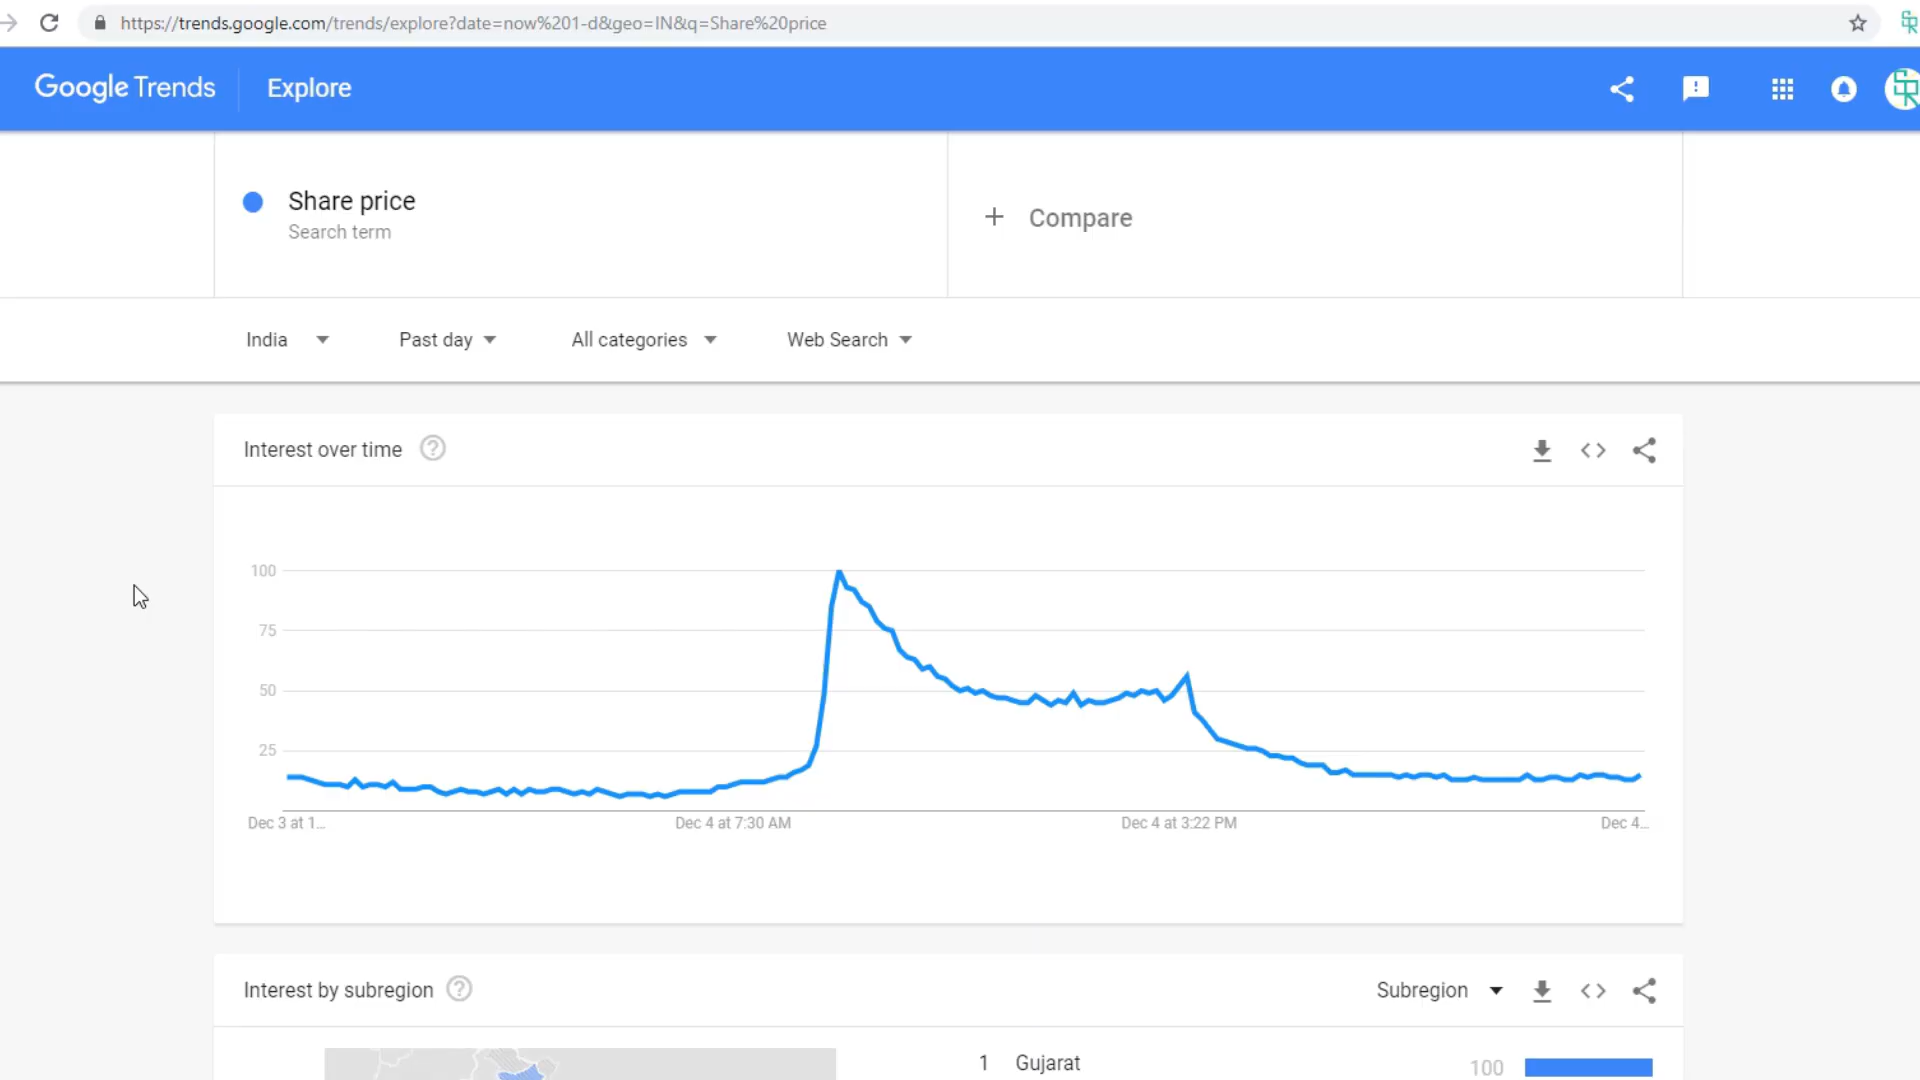 https://trends.google.com/trends/explore?date=now%201-d&geo=IN&q=Share%20price
Google Trends
Explore
Share price
Search term
+ Compare
India
Past day
All categories
Web Search
Interest over time
100
75
50
25
Dec 3 at 1...
Dec 4 at 7:30 AM
Dec 4 at 3:22 PM
Dec 4...
Interest by subregion
Subregion
1 Gujarat 100